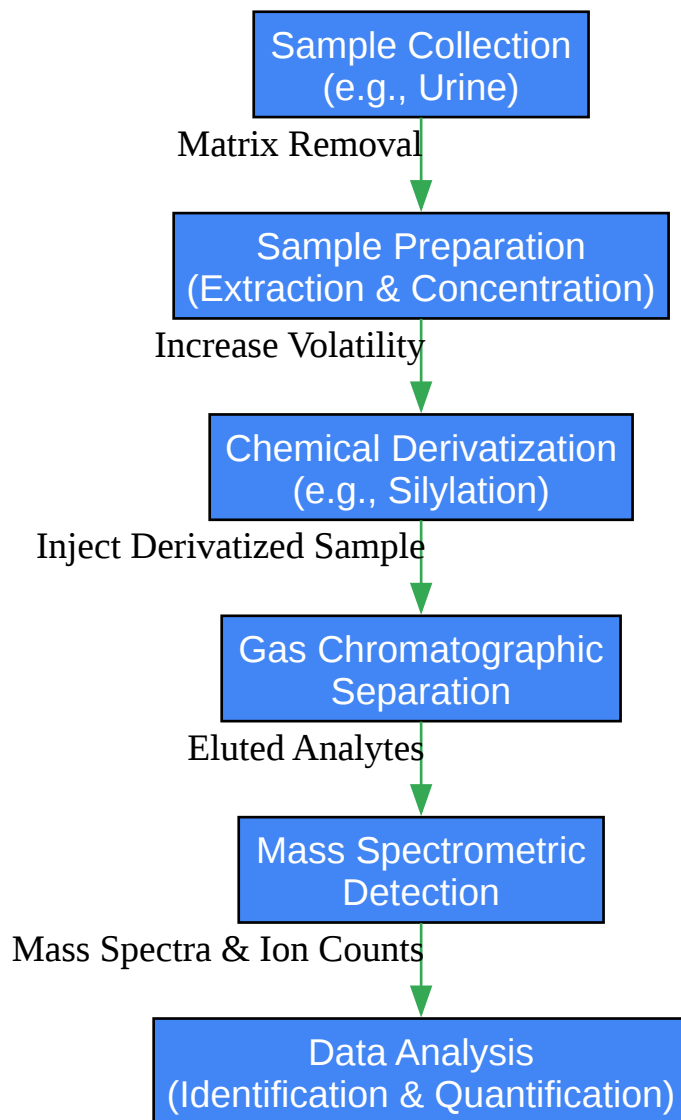 Sample Collection
(e.g., Urine)
Matrix Removal
Sample Preparation
(Extraction & Concentration)
Increase Volatility
Chemical Derivatization
(e.g., Silylation)
Inject Derivatized Sample
Gas Chromatographic
Separation
Eluted Analytes
Mass Spectrometric
Detection
Mass Spectra & Ion Counts
Data Analysis
(Identification & Quantification)